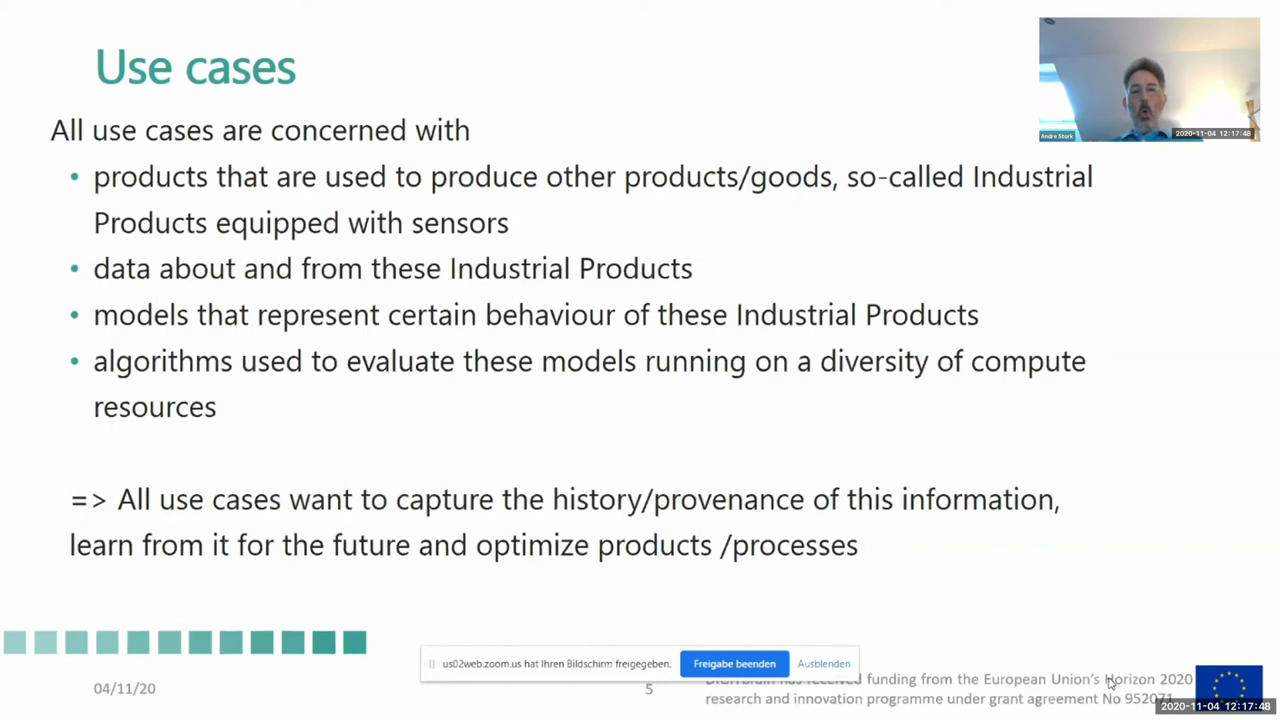 Use cases
Andre Stork
2020-11-04 12:17:48
All use cases are concerned with
• products that are used to produce other products/goods, so-called Industrial
Products equipped with sensors
• data about and from these Industrial Products
• models that represent certain behaviour of these Industrial Products
• algorithms used to evaluate these models running on a diversity of compute
resources
=> All use cases want to capture the history/provenance of this information,
learn from it for the future and optimize products /processes
us02web.zoom.us hat Ihren Bildschirm freigegeben. Freigabe beenden Ausblenden
04/11/20
5
has received funding from the European Union's Horizon 2020
research and innovation programme under grant agreement No 952071
2020-11-04 12:17:48